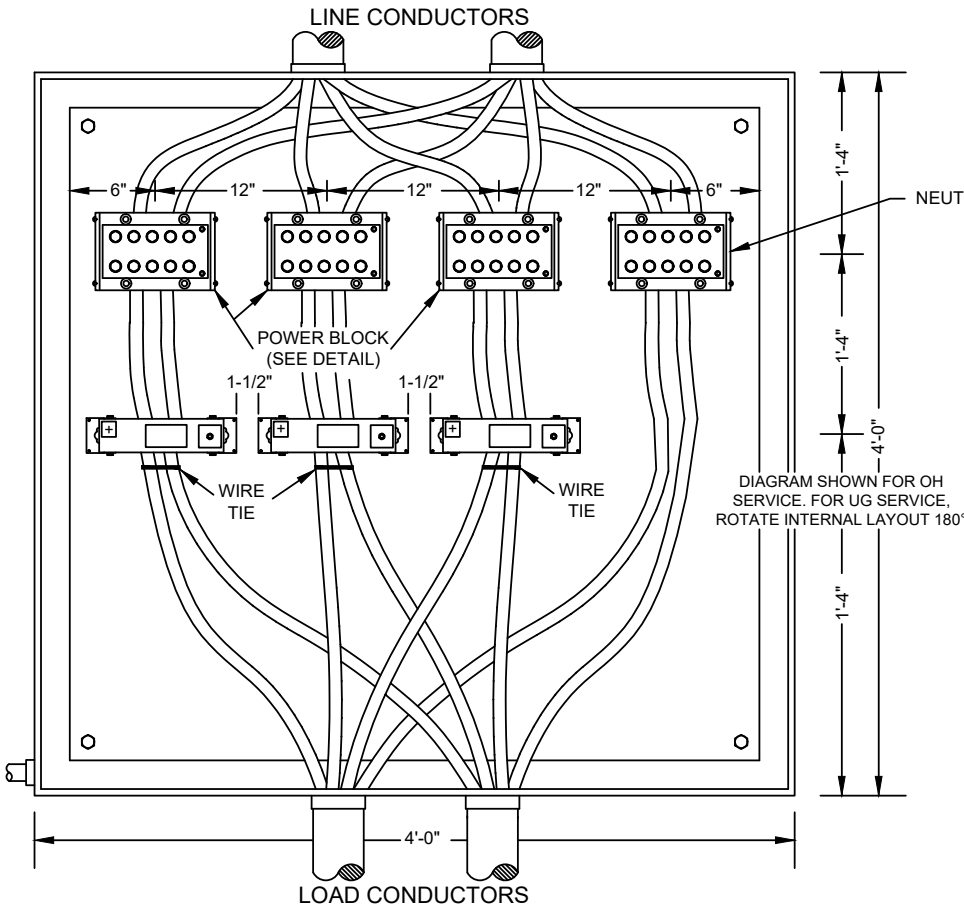 LINE CONDUCTORS
6"
12"
12"
12"
6"
1'-4"
NEUT
POWER BLOCK
(SEE DETAIL)
1'-4"
4'-0"
1-1/2"
1-1/2"
+
+
+
WIRE
TIE
WIRE
TIE
DIAGRAM SHOWN FOR OH
SERVICE. FOR UG SERVICE,
ROTATE INTERNAL LAYOUT 180°
1'-4"
4'-0"
LOAD CONDUCTORS